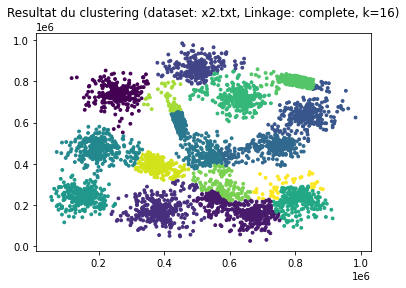 Resultat du clustering (dataset: x2.txt, Linkage: complete, k=16)
1e6
1.0
0.8
0.6
0.4
0.2
0.0
0.2 0.4 0.6 0.8 1.0
1e6